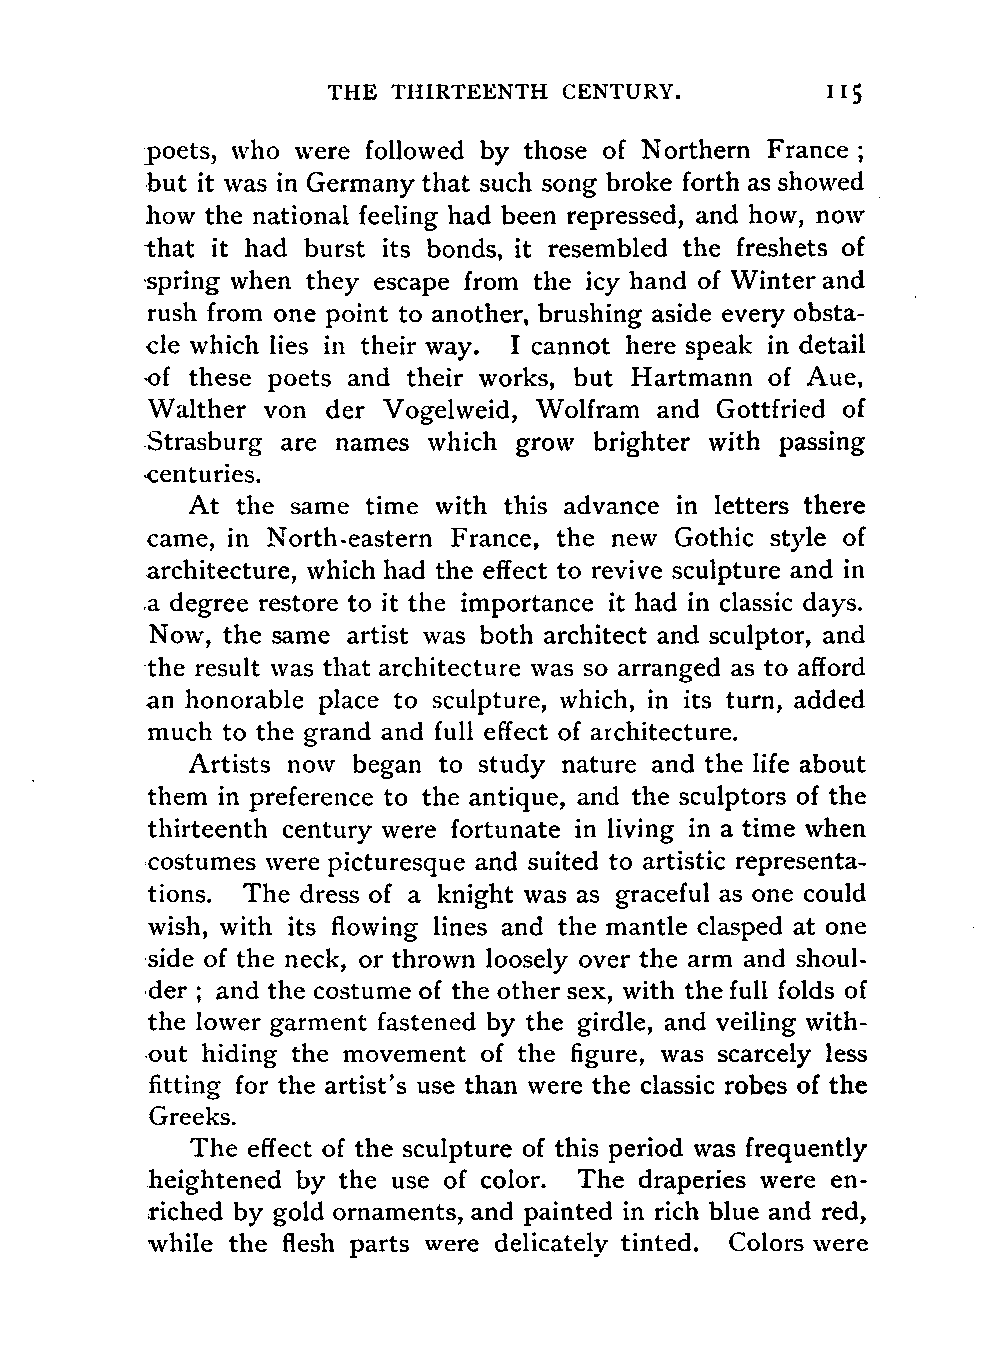 THE THIRTEENTH CENTURY. 115
poets, who were followed by those of Northern France ;
but it was in Germany that such song broke forth as showed
how the national feeling had been repressed, and how, now
that it had burst its bonds, it resembled the freshets of
spring when they escape from the icy hand of Winter and
rush from one point to another, brushing aside every obsta-
cle which lies in their way. I cannot here speak in detail
of these poets and their works, but Hartmann of Aue,
Walther von der Vogelweid, Wolfram and Gottfried of
Strasburg are names which grow brighter with passing
centuries.
At the same time with this advance in letters there
came, in North-eastern France, the new Gothic style of
architecture, which had the effect to revive sculpture and in
a degree restore to it the importance it had in classic days.
Now, the same artist was both architect and sculptor, and
the result was that architecture was so arranged as to afford
an honorable place to sculpture, which, in its turn, added
much to the grand and full effect of architecture.
Artists now began to study nature and the life about
them in preference to the antique, and the sculptors of the
thirteenth century were fortunate in living in a time when
costumes were picturesque and suited to artistic representa-
tions. The dress of a knight was as graceful as one could
wish, with its flowing lines and the mantle clasped at one
side of the neck, or thrown loosely over the arm and shoul-
der ; and the costume of the other sex, with the full folds of
the lower garment fastened by the girdle, and veiling with-
out hiding the movement of the figure, was scarcely less
fitting for the artist's use than were the classic robes of the
Greeks.
The effect of the sculpture of this period was frequently
heightened by the use of color. The draperies were en-
riched by gold ornaments, and painted in rich blue and red,
while the flesh parts were delicately tinted. Colors were